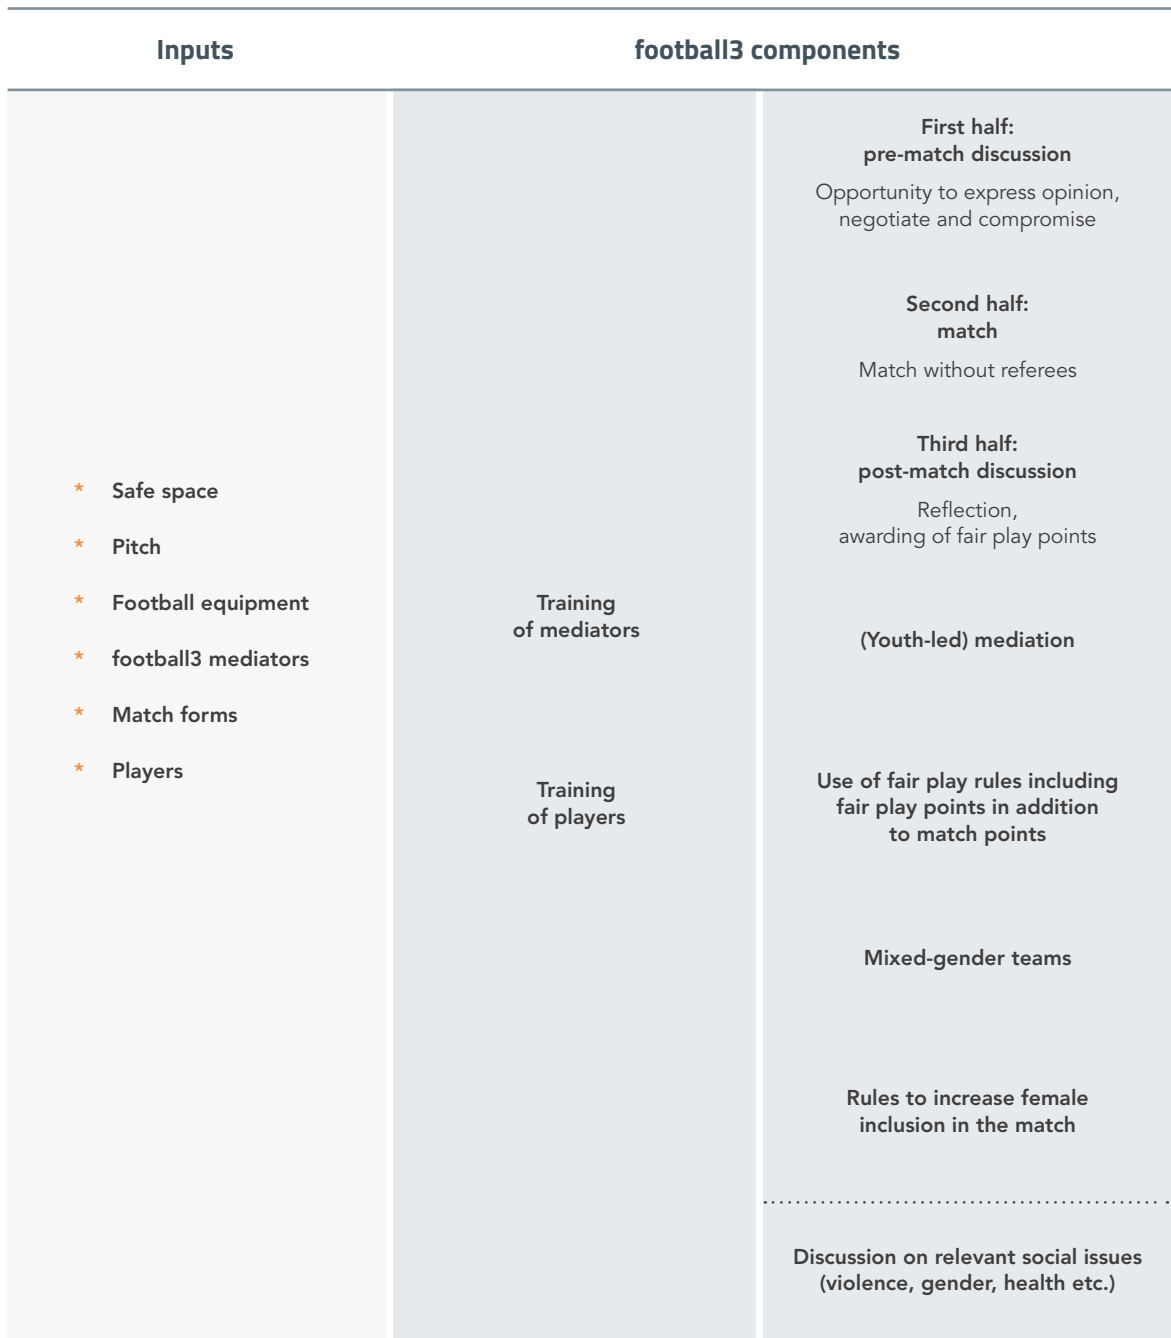 Inputs
football3 components
* Safe space
* Pitch
* Football equipment
* football3 mediators
* Match forms
* Players
Training
of mediators
Training
of players
First half:
pre-match discussion
Opportunity to express opinion,
negotiate and compromise
Second half:
match
Match without referees
Third half:
post-match discussion
Reflection,
awarding of fair play points
(Youth-led) mediation
Use of fair play rules including
fair play points in addition
to match points
Mixed-gender teams
Rules to increase female
inclusion in the match
Discussion on relevant social issues
(violence, gender, health etc.)